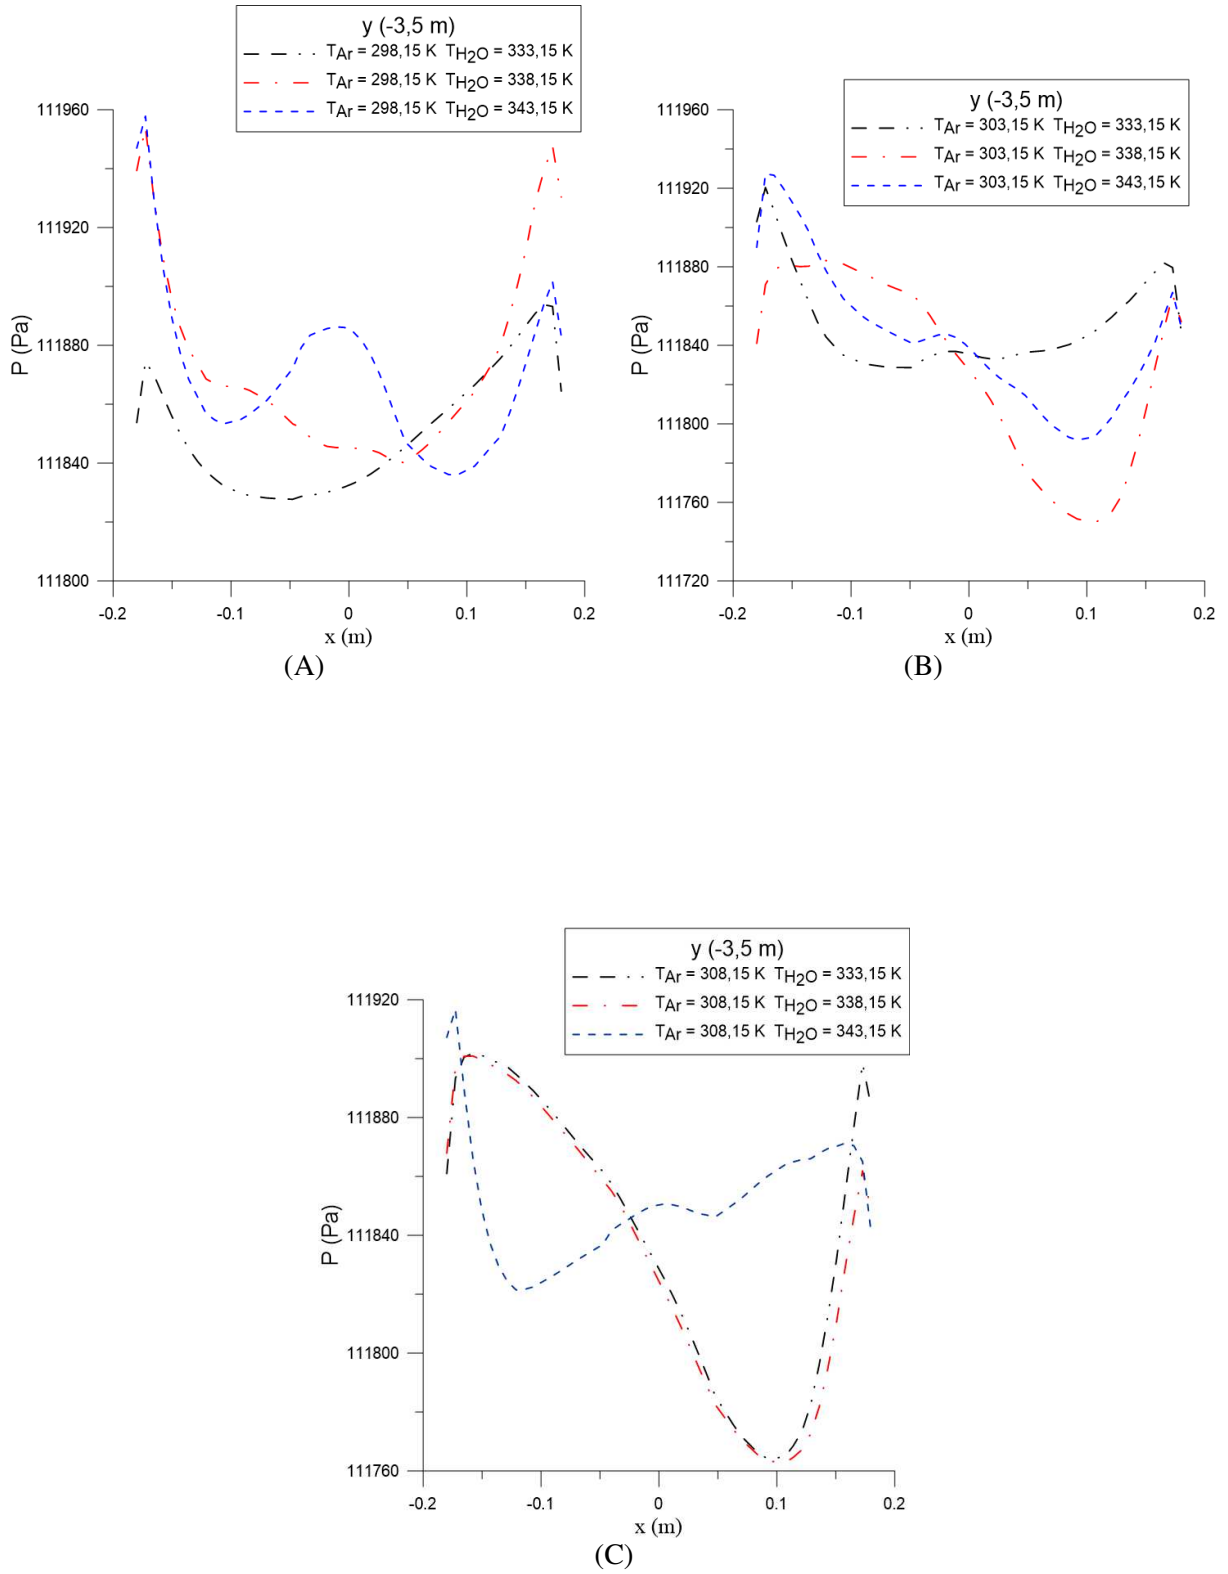 y (-3,5 m)
TAr = 298,15 K TH2O = 333,15 K
TAr = 298,15 K TH2O = 338,15 K
TAr = 298,15 K TH2O = 343,15 K
111960
111920
111880
111840
111800
P (Pa)
-0.2
-0.1
0
0.1
0.2
x (m)
(A)
y (-3,5 m)
TAr = 303,15 K TH2O = 333,15 K
TAr = 303,15 K TH2O = 338,15 K
TAr = 303,15 K TH2O = 343,15 K
111960
111920
111880
111840
111800
111760
111720
P (Pa)
-0.2
-0.1
0
0.1
0.2
x (m)
(B)
y (-3,5 m)
TAr = 308,15 K TH2O = 333,15 K
TAr = 308,15 K TH2O = 338,15 K
TAr = 308,15 K TH2O = 343,15 K
111920
111880
111840
111800
111760
P (Pa)
-0.2
-0.1
0
0.1
0.2
x (m)
(C)